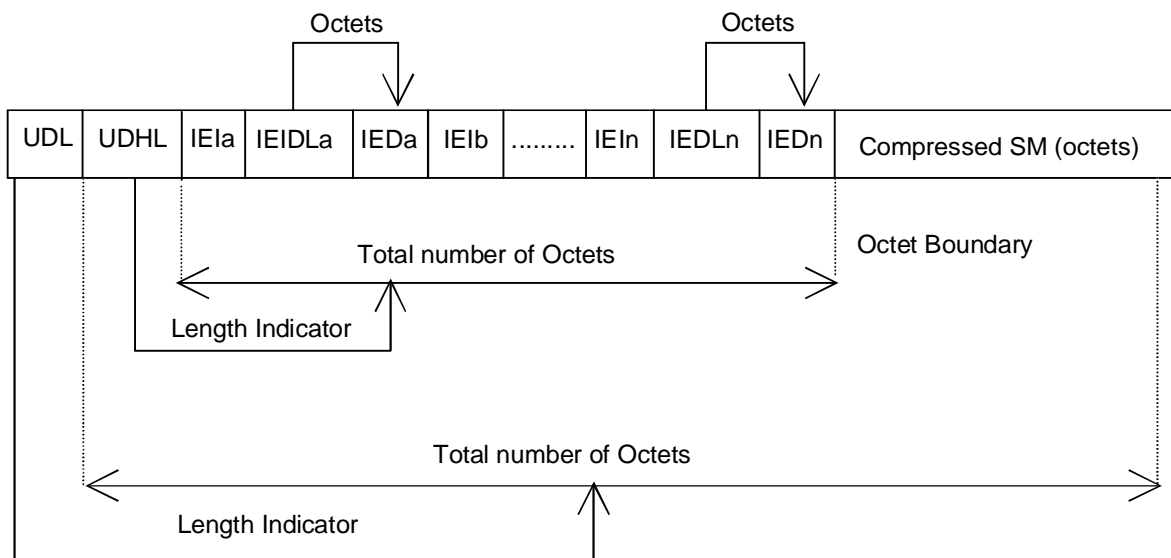 Octets Octets
UDL UDHL IEIa IEIDLa IEDa IEIb ......... IEIn IEDLn IEDn Compressed SM (octets)
Total number of Octets
Octet Boundary
Length Indicator
Total number of Octets
Length Indicator